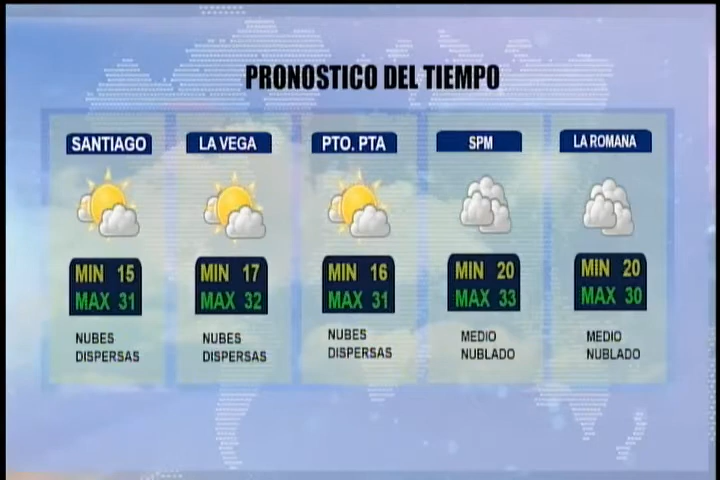 PRONOSTICO DEL TIEMPO
SANTIAGO
MIN 15
MAX 31
NUBES
DISPERSAS
LA VEGA
MIN 17
MAX 32
NUBES
DISPERSAS
PTO. PTA
MIN 16
MAX 31
NUBES
DISPERSAS
SPM
MIN 20
MAX 33
MEDIO
NUBLADO
LA ROMANA
MIN 20
MAX 30
MEDIO
NUBLADO